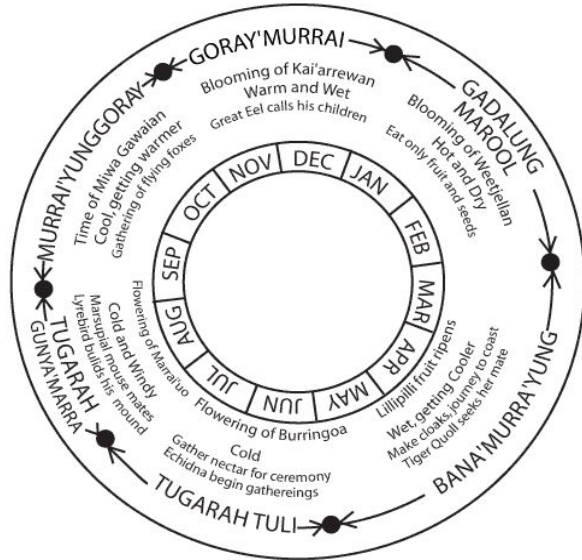 GORAY'MURRAI
Blooming of Kai'arrewan
Warm and Wet
Great Eel calls his children
GADALUNG
MAROOL
Blooming of Weetjellan
Hot and Dry
Eat only fruit and seeds
BANA'MURRA'YUNG
Lillipilli fruit ripens
Wet, getting Cooler
Make cloaks, journey to coast
Tiger Quoll seeks her mate
TUGARAH TULI
Flowering of Burringoa
Cold
Gather nectar for ceremony
Echidna begin gathereings
TUGARAH
GUNYA'MARRA
Flowering of Marrai'uo
Cold and Windy
Marsupial mouse mates
Lyrebird bulids his mound
MURRAI'YUNGGORAY
Time of Miwa Gawaian
Cool, getting warmer
Gathering of flying foxes
DEC
JAN
FEB
MAR
APR
MAY
JUN
JUL
AUG
SEP
OCT
NOV